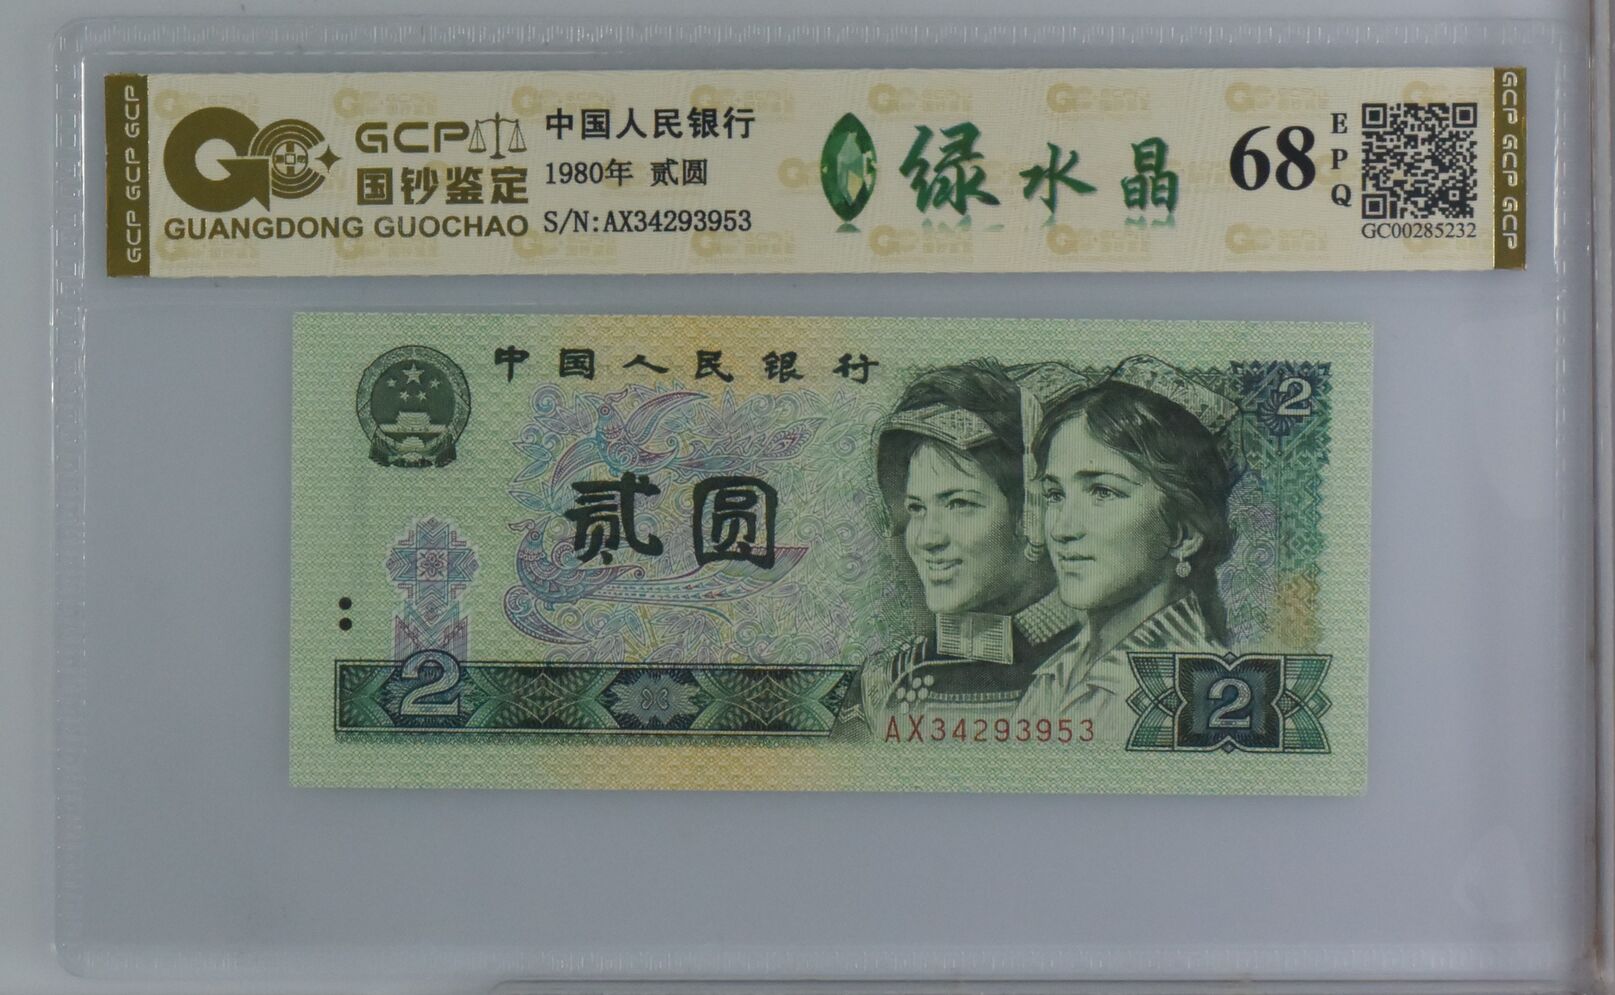 GCP GCP GCP
GCP
国钞鉴定
GUANGDONG GUOCHAO
中国人民银行
1980年 贰圆
S/N:AX34293953
绿水晶
68
EPQ
GC00285232
GCP GCP GCP
中国人民银行
2
贰圆
2
2
AX34293953